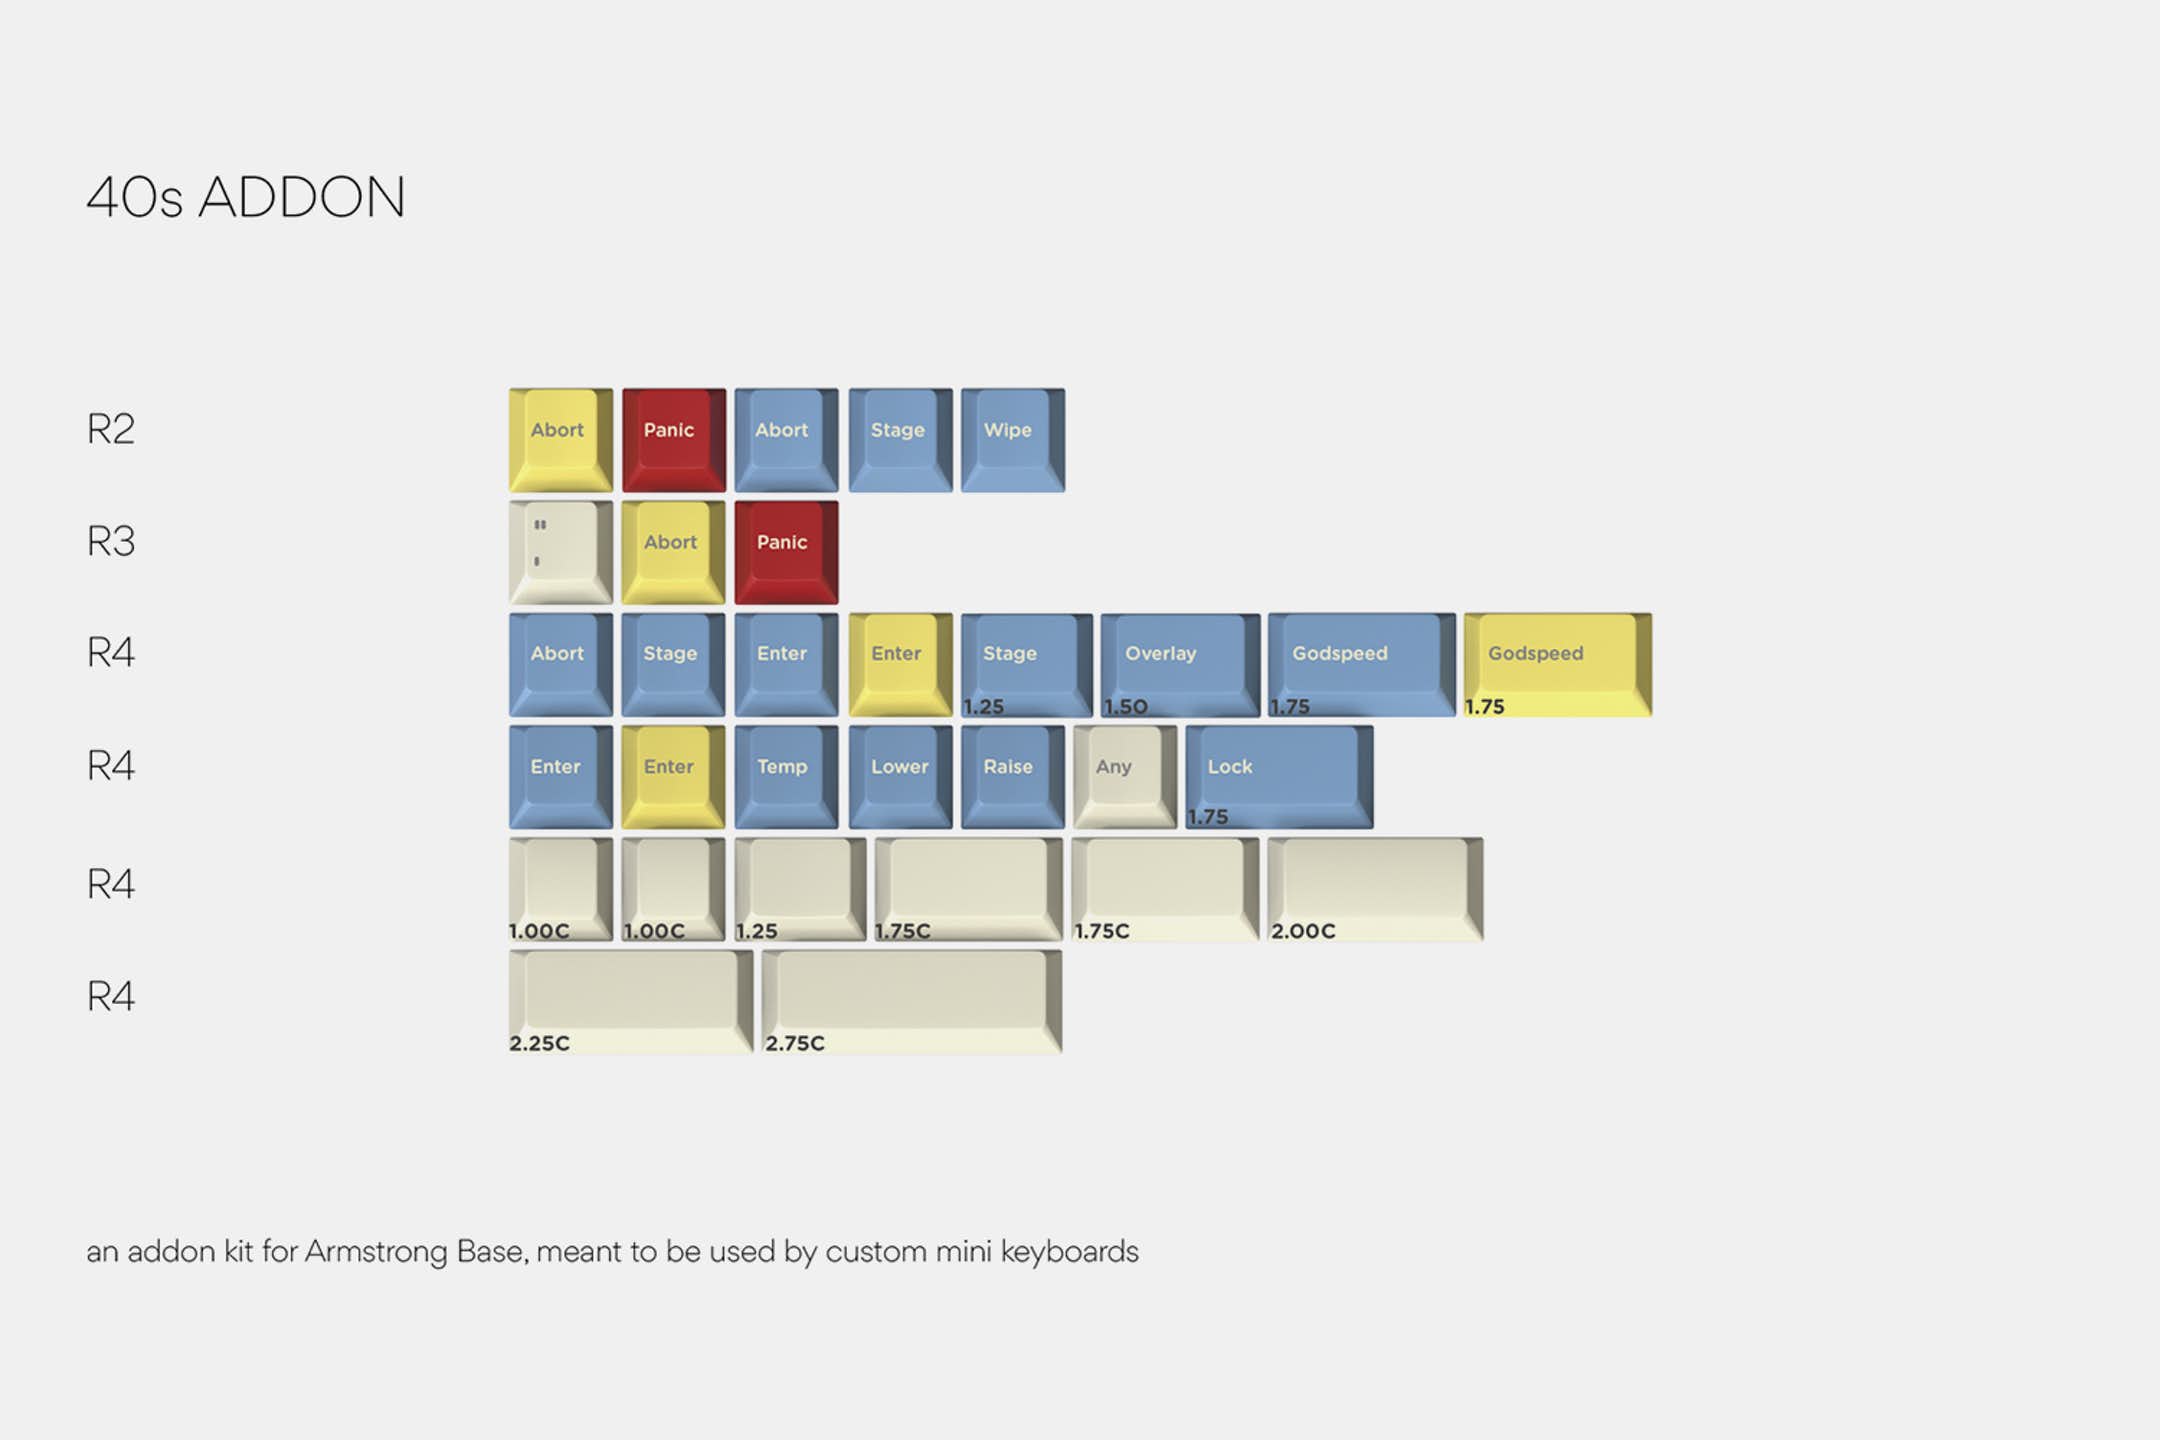 40s ADDON
R2
Abort Panic Abort Stage Wipe
R3
"
'
Abort Panic
R4
Abort Stage Enter Enter Stage Overlay Godspeed Godspeed
1.25 1.50 1.75 1.75
R4
Enter Enter Temp Lower Raise Any Lock
1.75
R4
1.00C 1.00C 1.25 1.75C 1.75C 2.00C
R4
2.25C 2.75C
an addon kit for Armstrong Base, meant to be used by custom mini keyboards